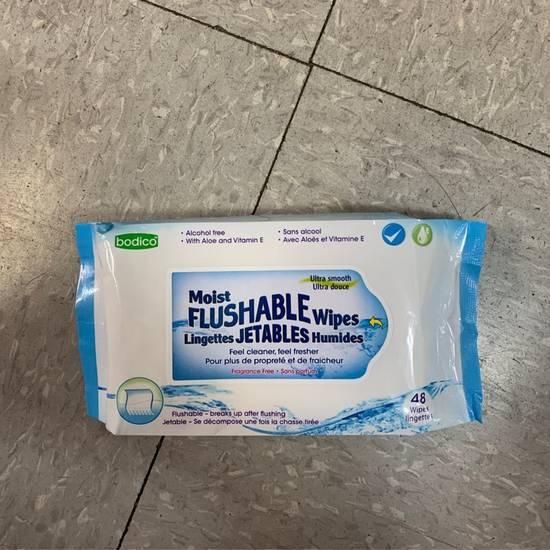 bodico
• Alcohol free
• With Aloe and Vitamin E
• Sans alcool
• Avec Aloès et Vitamine E
Ultra smooth
Ultra douce
Moist
FLUSHABLE Wipes
Lingettes JETABLES Humides
Feel cleaner, feel fresher
Pour plus de propreté et de fraîcheur
Fragrance Free • Sans parfum
Flushable – breaks up after flushing
Jetable – Se décompose une fois la chasse tirée
48
Wipes
lingettes